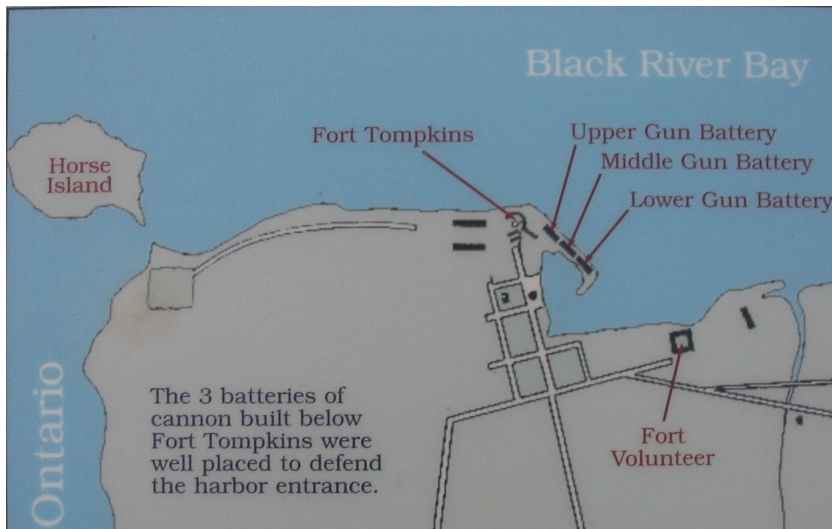 Black River Bay
Fort Tompkins
Upper Gun Battery
Middle Gun Battery
Lower Gun Battery
Horse
Island
Ontario
The 3 batteries of
cannon built below
Fort Tompkins were
well placed to defend
the harbor entrance.
Fort
Volunteer